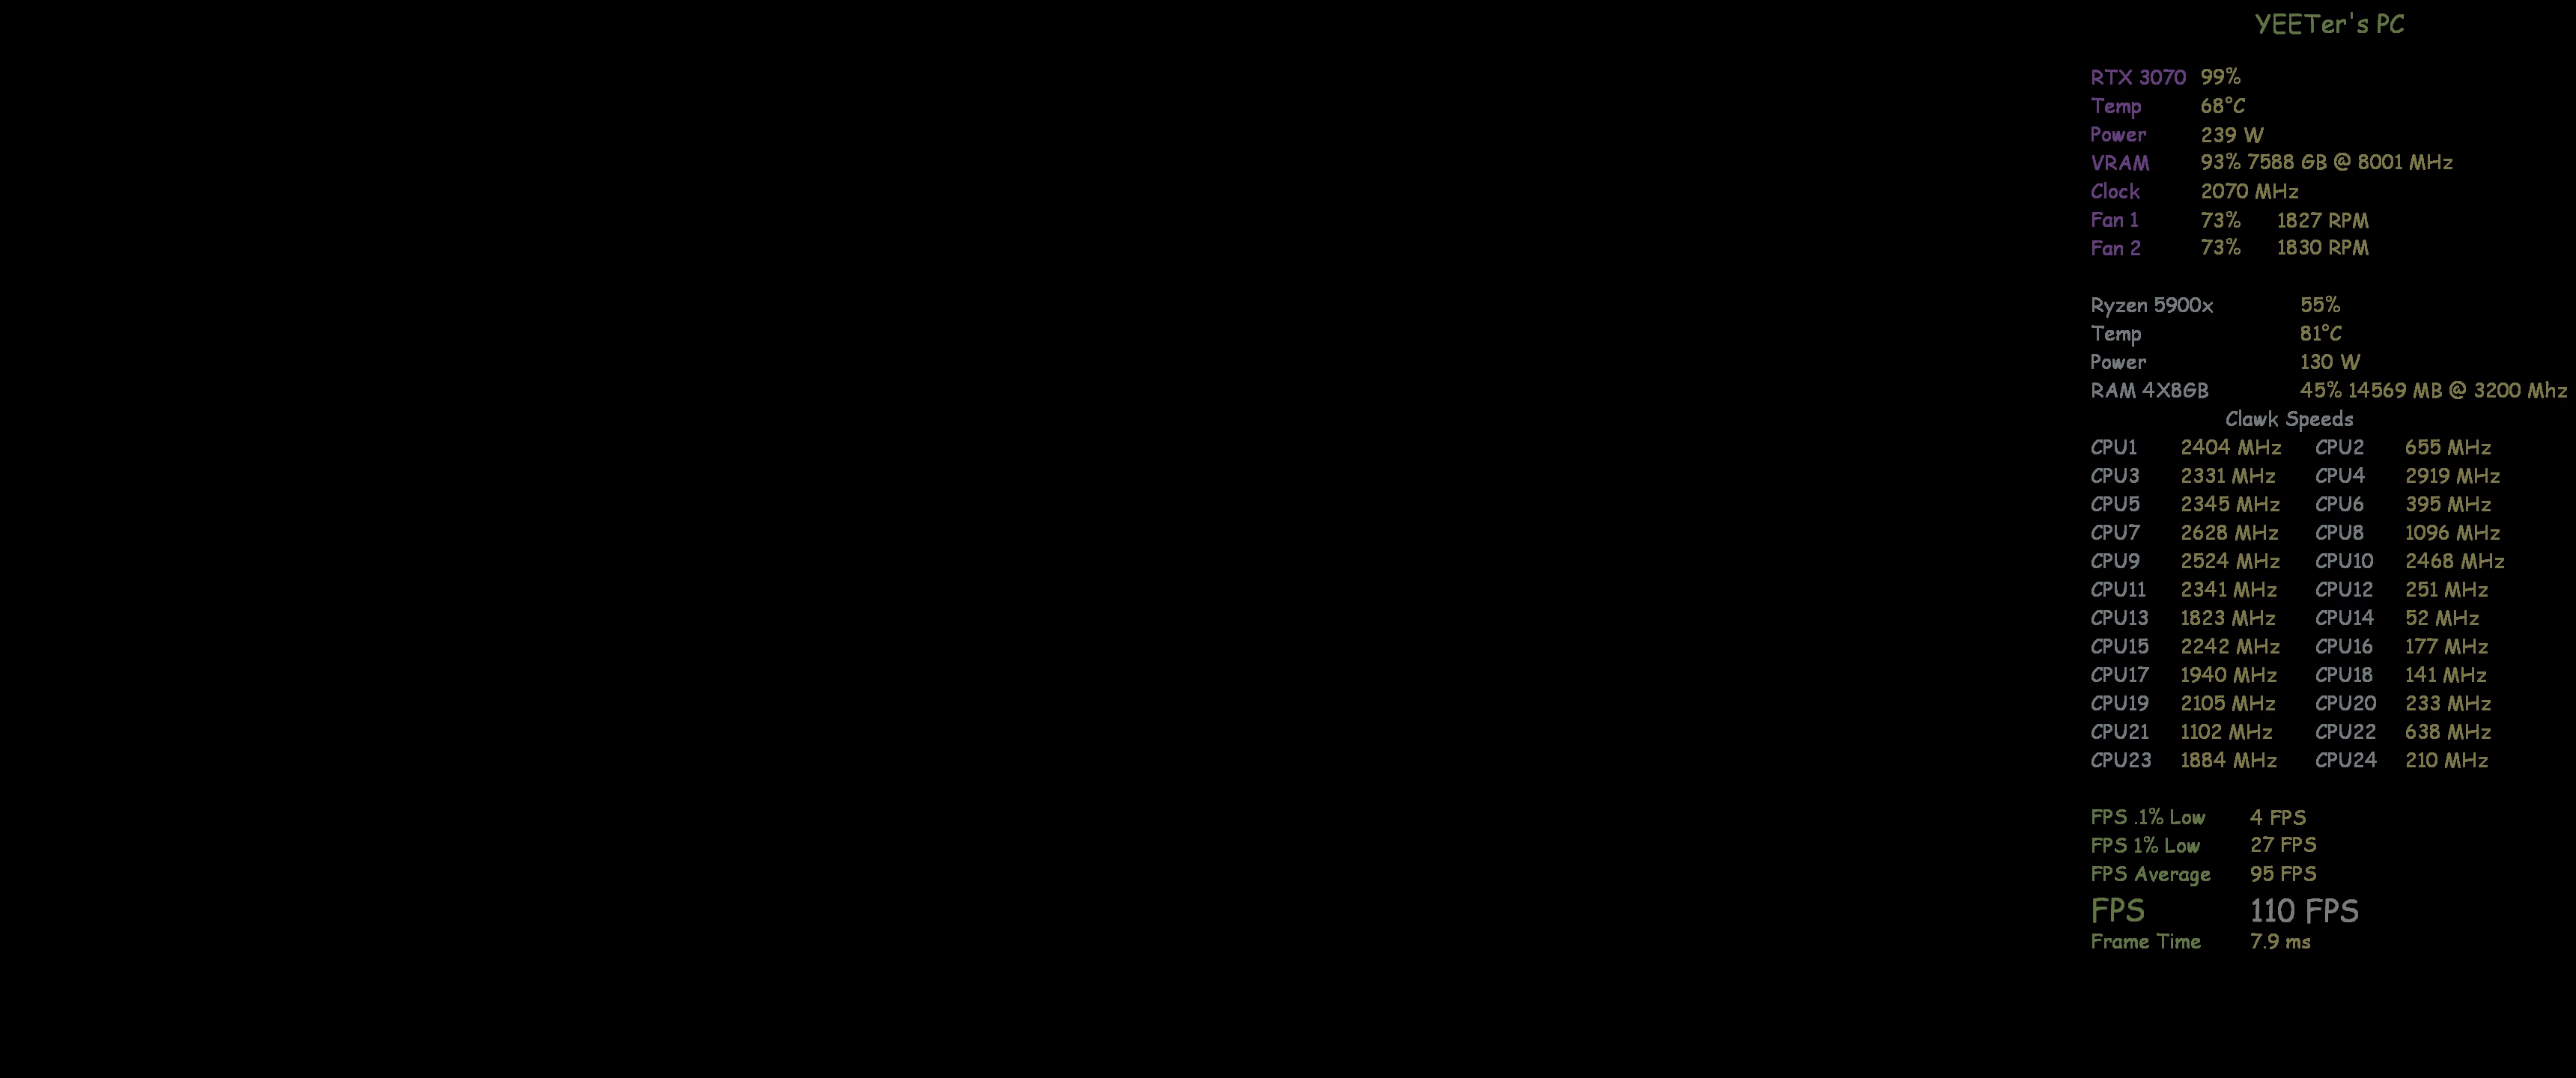 YEETer's PC
RTX 3070 99%
Temp 68°C
Power 239 W
VRAM 93% 7588 GB @ 8001 MHz
Clock 2070 MHz
Fan 1 73% 1827 RPM
Fan 2 73% 1830 RPM
Ryzen 5900x 55%
Temp 81°C
Power 130 W
RAM 4X8GB 45% 14569 MB @ 3200 Mhz
Clawk Speeds
CPU1 2404 MHz CPU2 655 MHz
CPU3 2331 MHz CPU4 2919 MHz
CPU5 2345 MHz CPU6 395 MHz
CPU7 2628 MHz CPU8 1096 MHz
CPU9 2524 MHz CPU10 2468 MHz
CPU11 2341 MHz CPU12 251 MHz
CPU13 1823 MHz CPU14 52 MHz
CPU15 2242 MHz CPU16 177 MHz
CPU17 1940 MHz CPU18 141 MHz
CPU19 2105 MHz CPU20 233 MHz
CPU21 1102 MHz CPU22 638 MHz
CPU23 1884 MHz CPU24 210 MHz
FPS .1% Low 4 FPS
FPS 1% Low 27 FPS
FPS Average 95 FPS
FPS 110 FPS
Frame Time 7.9 ms